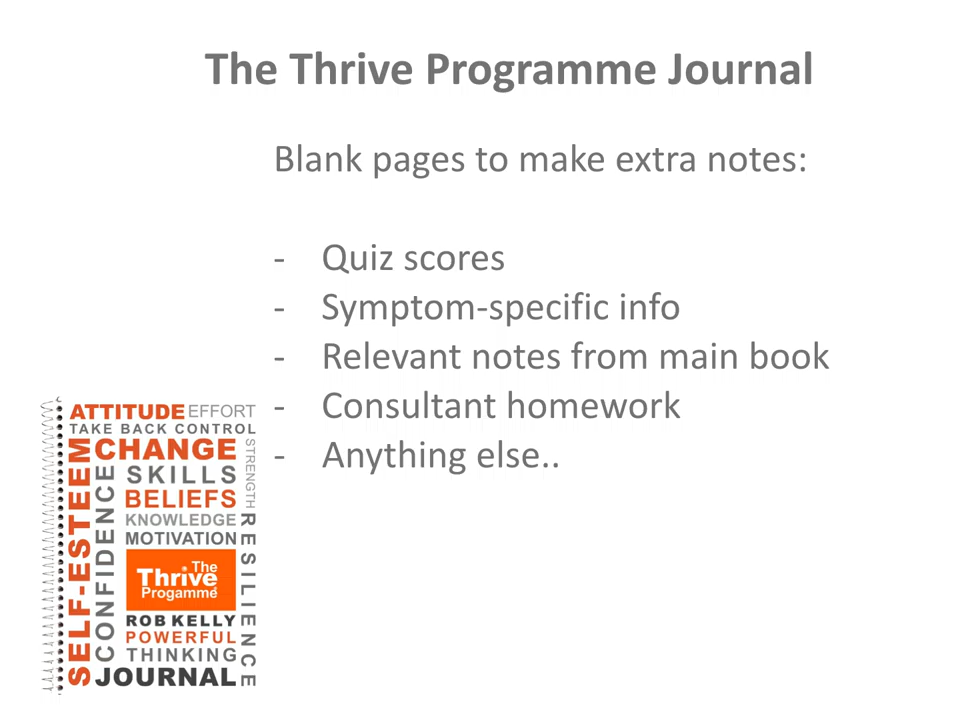 The Thrive Programme Journal
Blank pages to make extra notes:
- Quiz scores
- Symptom-specific info
- Relevant notes from main book
- Consultant homework
- Anything else..
ATTITUDE EFFORT
TAKE BACK CONTROL
SELF-ESTEEM
CONFIDENCE
CHANGE
STRENGTH
SKILLS
BELIEFS
KNOWLEDGE
MOTIVATION
RESILIENCE
The
Thrive
Progamme
ROB KELLY
POWERFUL
THINKING
JOURNAL